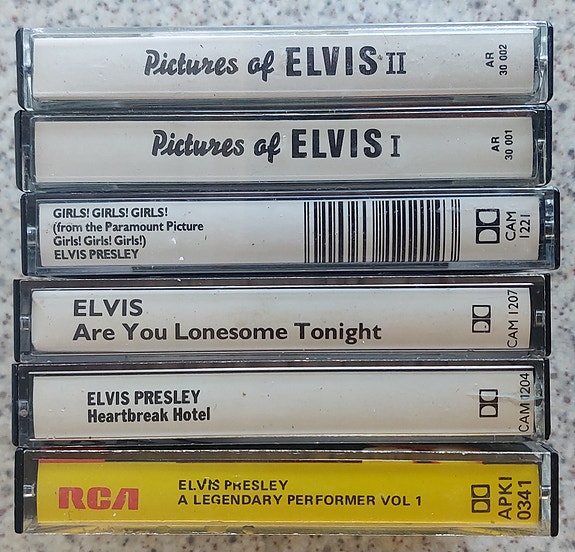 Pictures of ELVIS II
AR
30 002
Pictures of ELVIS I
AR
30 001
GIRLS! GIRLS! GIRLS!
(from the Paramount Picture
Girls! Girls! Girls!)
ELVIS PRESLEY
CAM
1221
ELVIS
Are You Lonesome Tonight
CAM 1207
ELVIS PRESLEY
Heartbreak Hotel
CAM 1204
RCA
ELVIS PRESLEY
A LEGENDARY PERFORMER VOL 1
APK1
0341